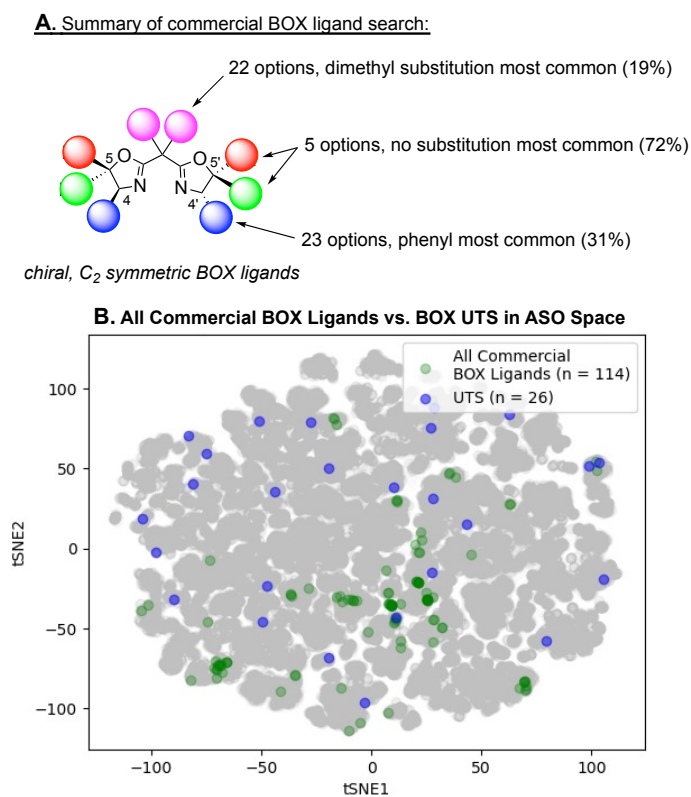 A. Summary of commercial BOX ligand search:
22 options, dimethyl substitution most common (19%)
5 options, no substitution most common (72%)
23 options, phenyl most common (31%)
5
O
N
4
O
5'
N
4'
chiral, C2 symmetric BOX ligands
B. All Commercial BOX Ligands vs. BOX UTS in ASO Space
All Commercial
BOX Ligands (n = 114)
UTS (n = 26)
tSNE2
100
50
0
−50
−100
−100
−50
0
50
100
tSNE1